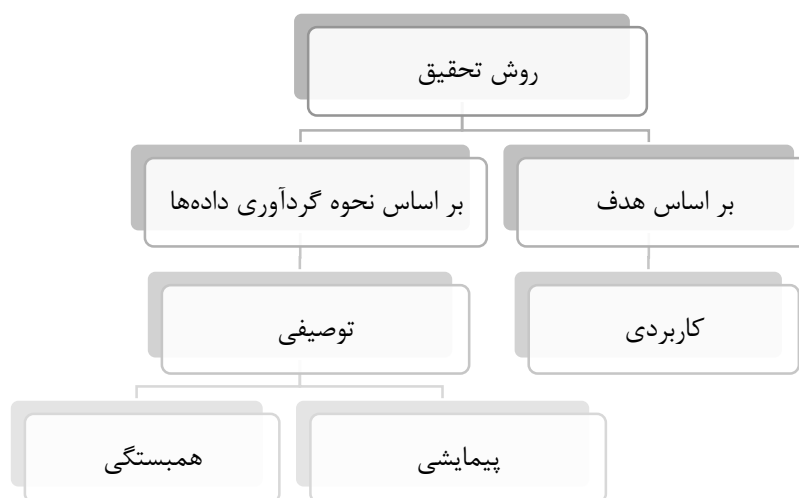 روش تحقیق
بر اساس هدف
بر اساس نحوه گردآوری داده‌ها
کاربردی
توصیفی
پیمایشی
همبستگی